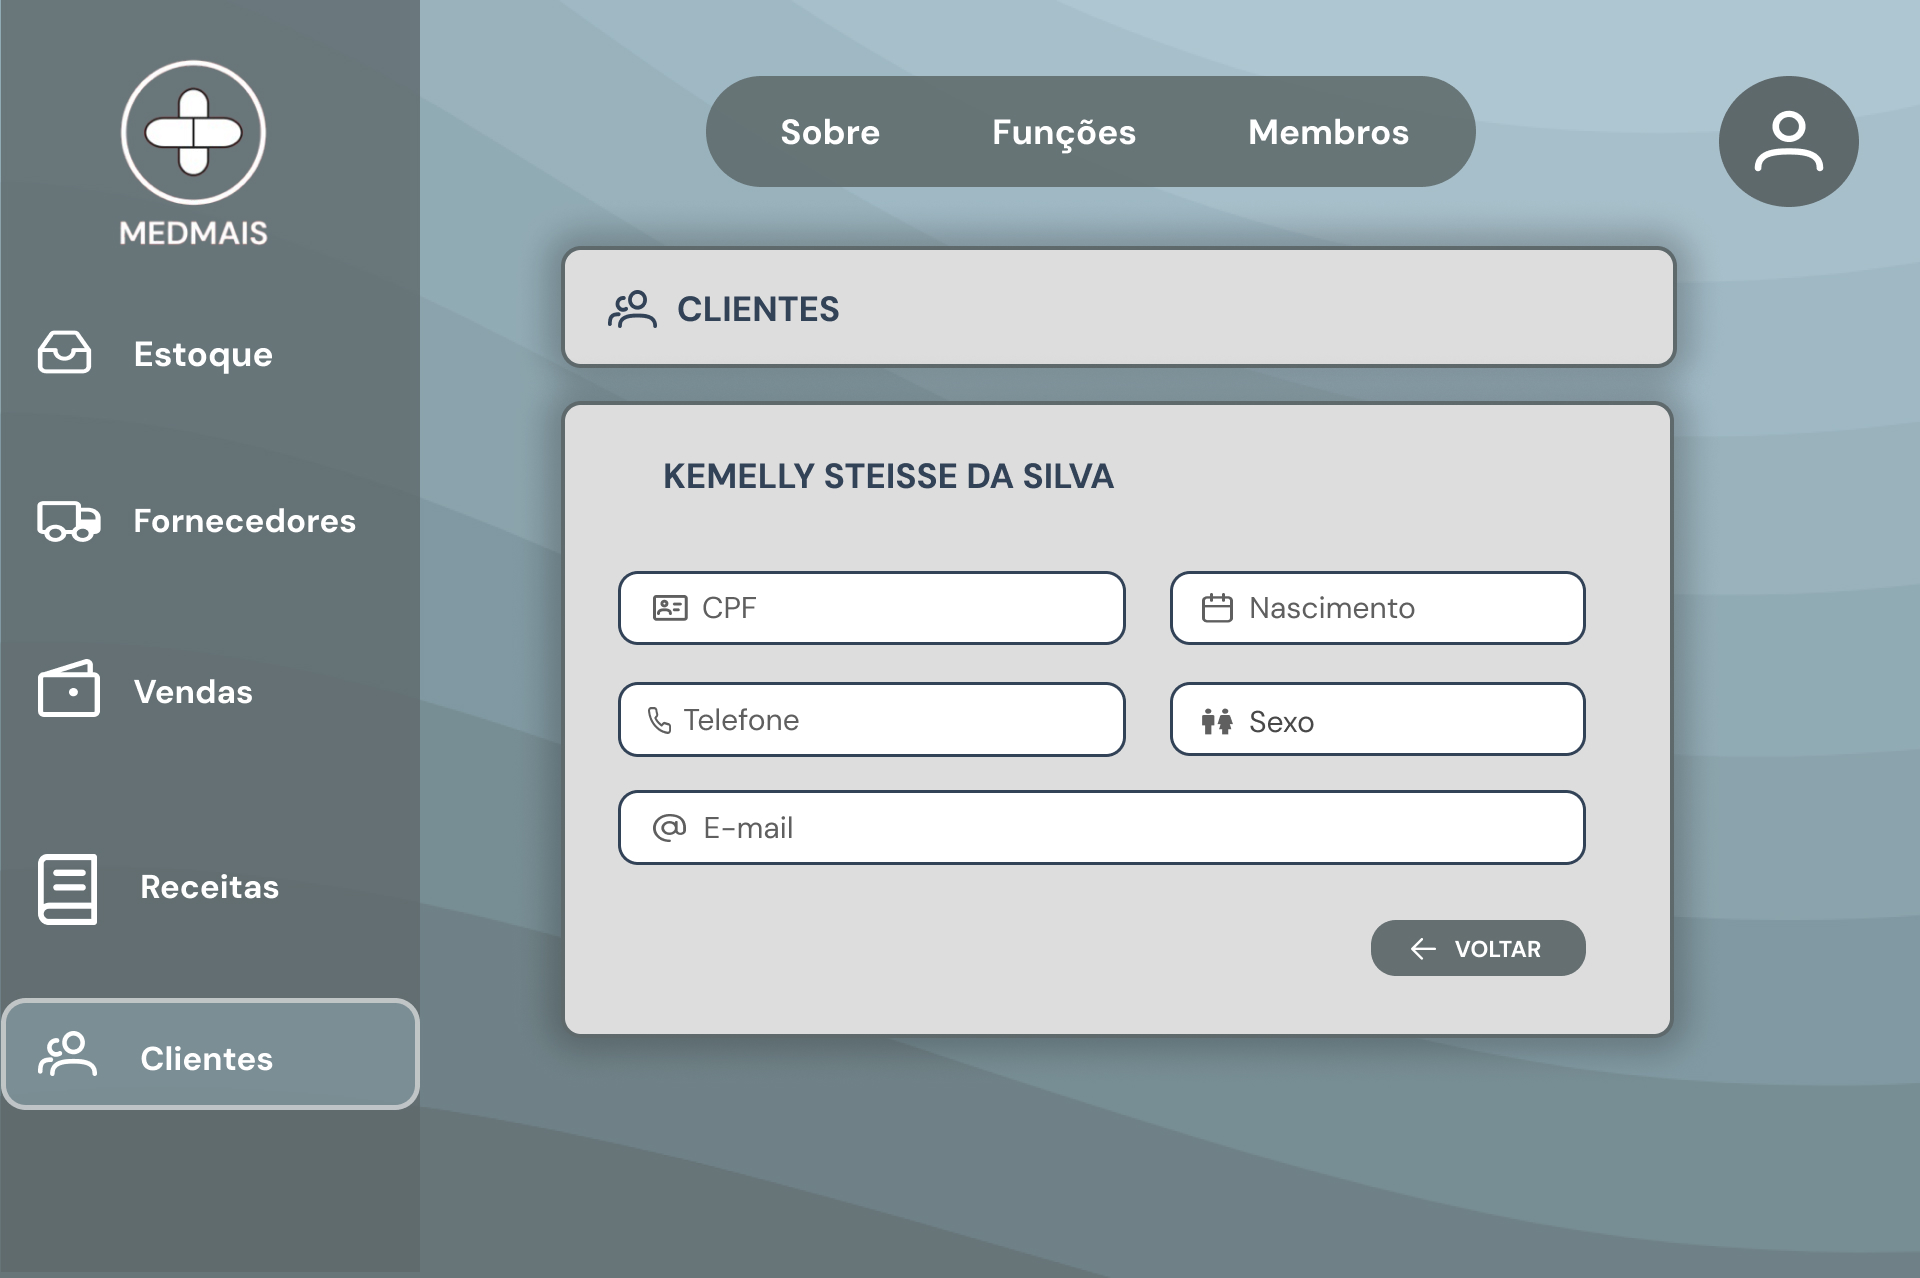 MEDMAIS
Sobre
Funções
Membros
Estoque
Fornecedores
Vendas
Receitas
Clientes
CLIENTES
KEMELLY STEISSE DA SILVA
CPF
Nascimento
Telefone
Sexo
E-mail
VOLTAR